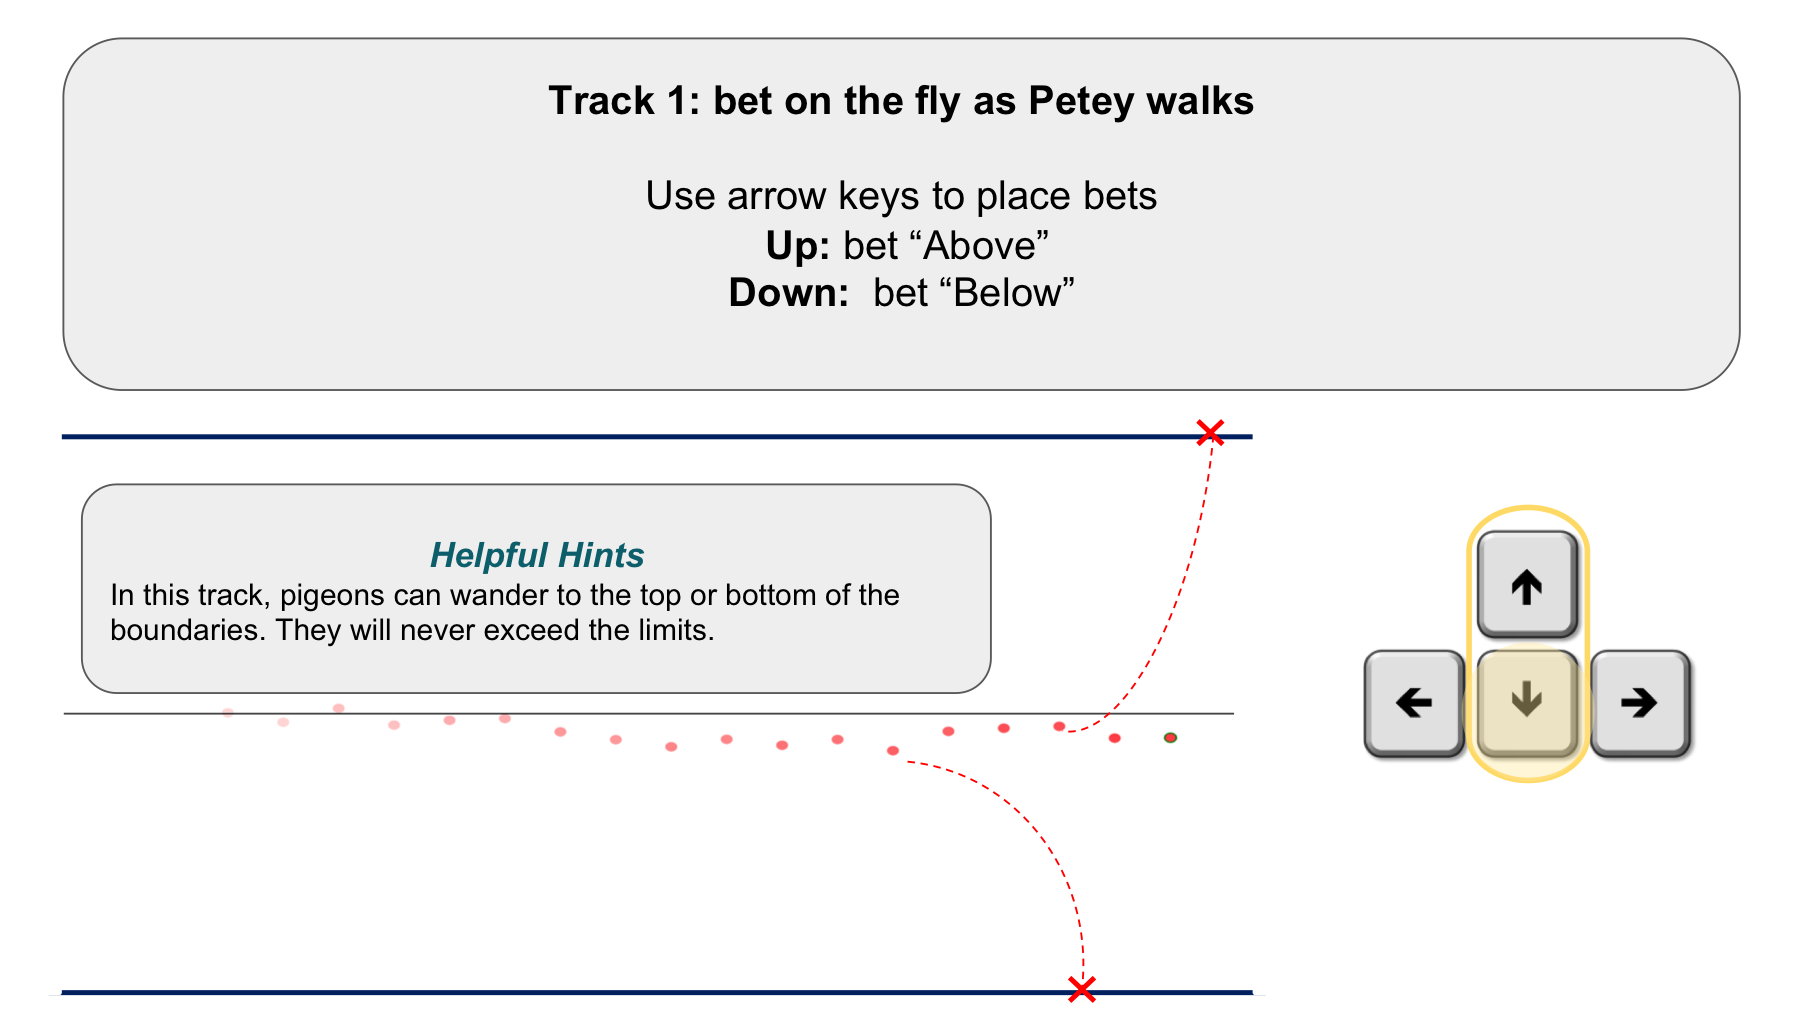 Track 1: bet on the fly as Petey walks
Use arrow keys to place bets
Up: bet “Above”
Down:  bet “Below”
Helpful Hints
In this track, pigeons can wander to the top or bottom of the
boundaries. They will never exceed the limits.